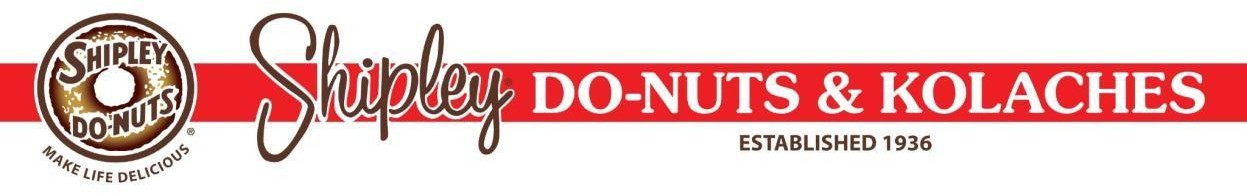 SHIPLEY
DO-NUTS
®
MAKE LIFE DELICIOUS
Shipley® DO-NUTS & KOLACHES
ESTABLISHED 1936